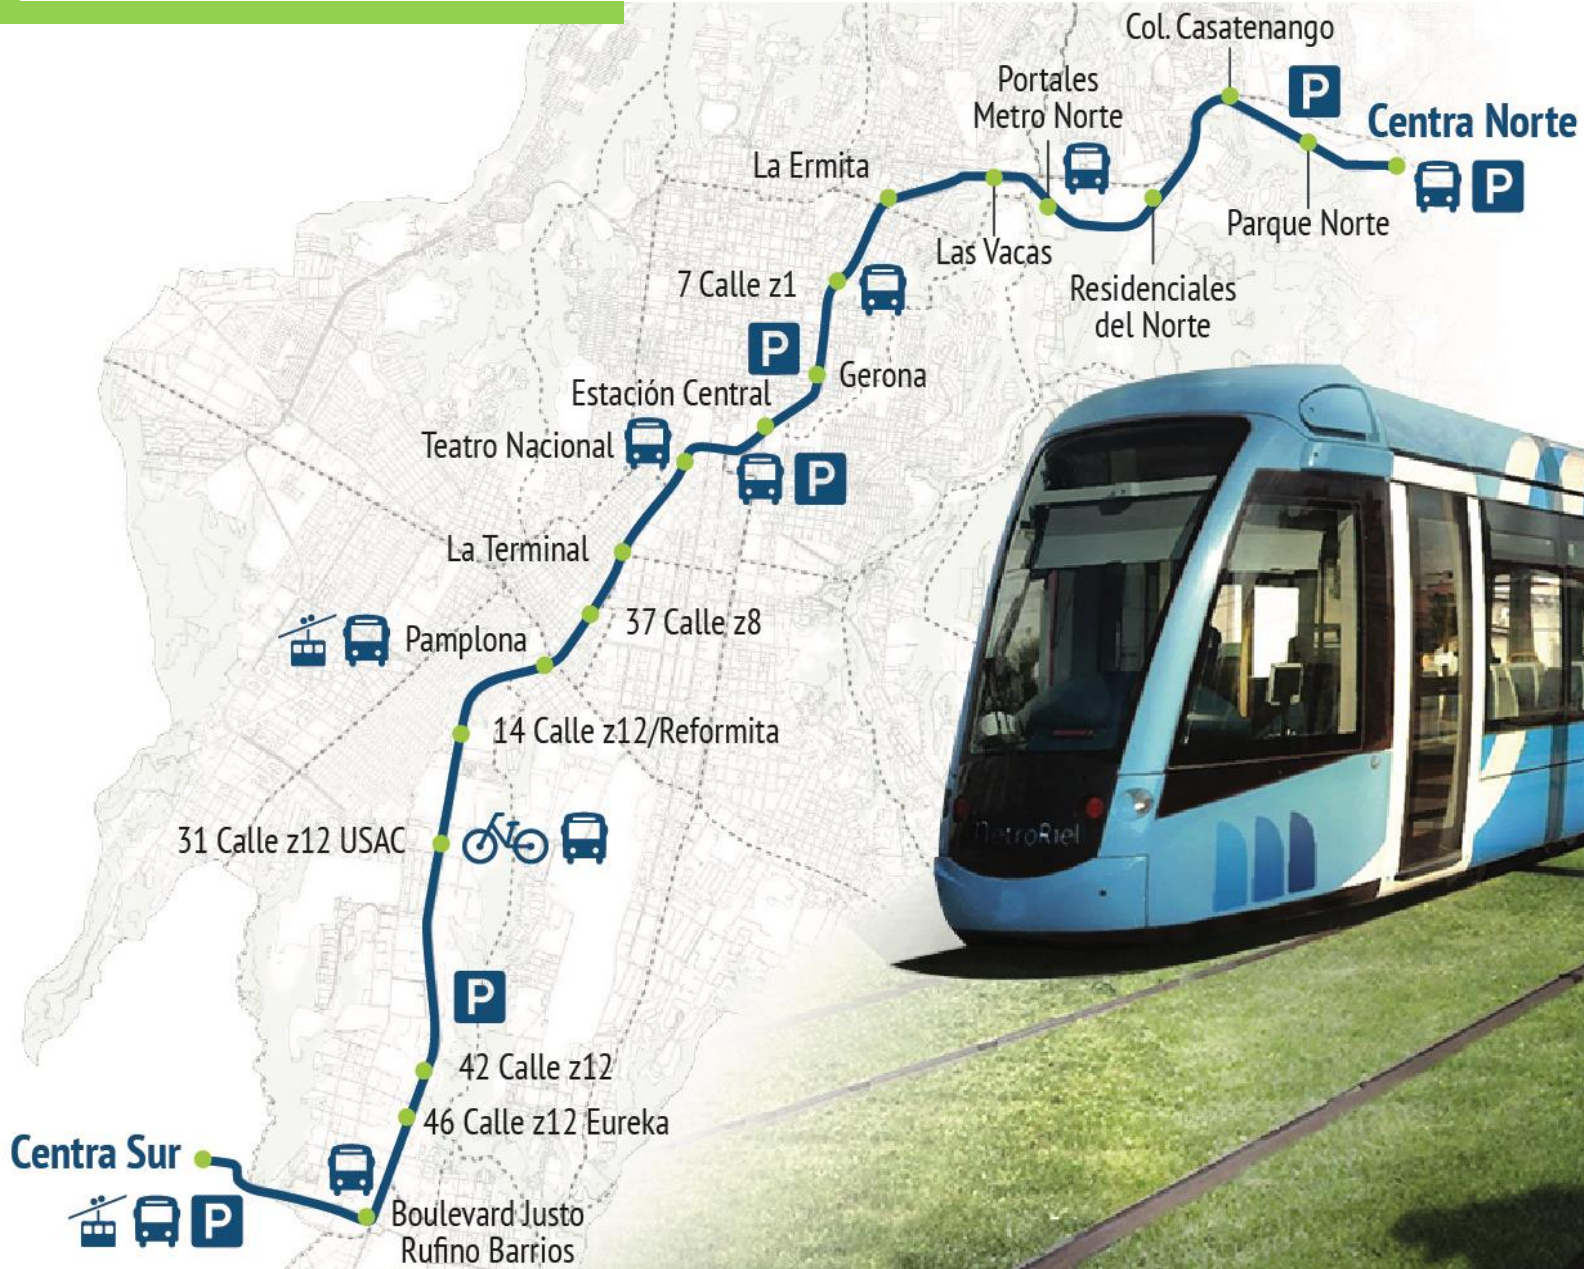 Col. Casatenango
Portales
Metro Norte
P
Centra Norte
La Ermita
P
Parque Norte
Las Vacas
7 Calle z1
Residenciales
del Norte
P
Gerona
Estación Central
Teatro Nacional
P
La Terminal
37 Calle z8
Pamplona
14 Calle z12/Reformita
31 Calle z12 USAC
MetroRiel
P
42 Calle z12
46 Calle z12 Eureka
Centra Sur
P
Boulevard Justo
Rufino Barrios